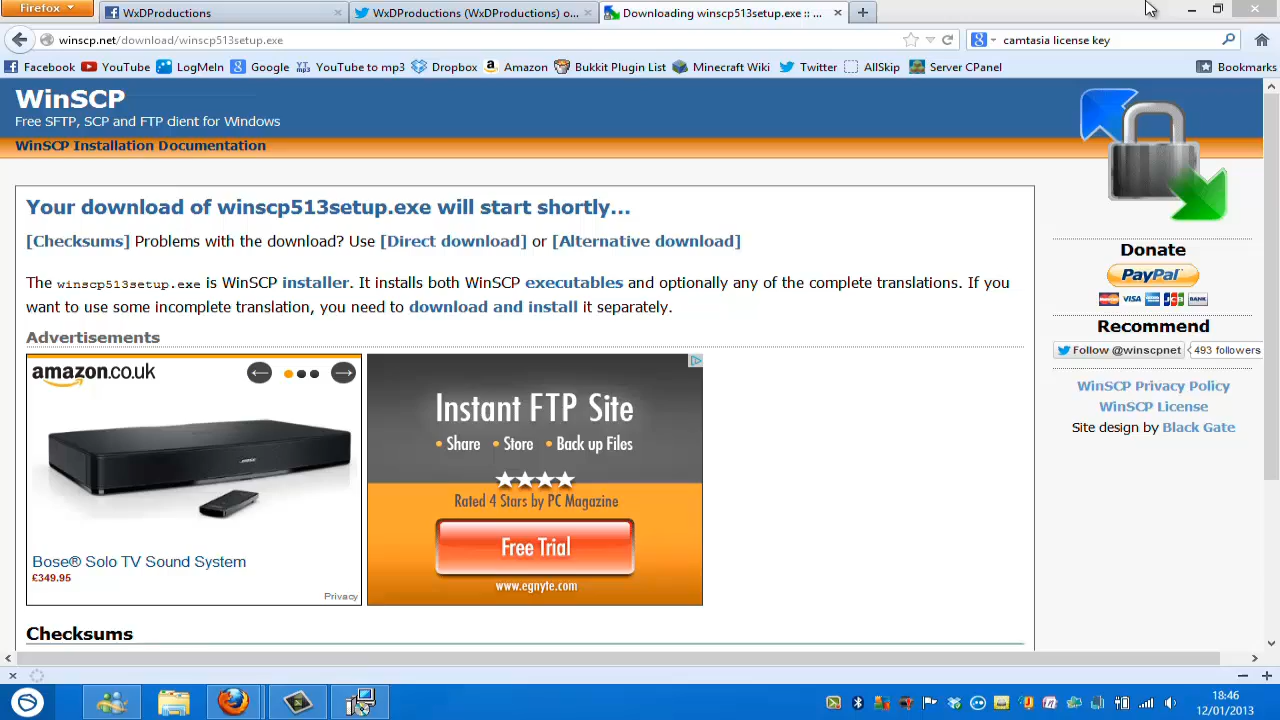 Firefox
WxDProductions
WxDProductions (WxDProductions) o...
Downloading winscp513setup.exe :: ...
winscp.net/download/winscp513setup.exe
camtasia license key
Facebook
YouTube
LogMeIn
Google
YouTube to mp3
Dropbox
Amazon
Bukkit Plugin List
Minecraft Wiki
Twitter
AllSkip
Server CPanel
Bookmarks
WinSCP
Free SFTP, SCP and FTP client for Windows
WinSCP Installation Documentation
Your download of winscp513setup.exe will start shortly...
[Checksums] Problems with the download? Use [Direct download] or [Alternative download]
The winscp513setup.exe is WinSCP installer. It installs both WinSCP executables and optionally any of the complete translations. If you
want to use some incomplete translation, you need to download and install it separately.
Advertisements
amazon.co.uk
Bose® Solo TV Sound System
£349.95
Privacy
Instant FTP Site
• Share • Store • Back up Files
Rated 4 Stars by PC Magazine
Free Trial
www.egnyte.com
Checksums
Donate
PayPal
VISA
JCB
BANK
Recommend
Follow @winscpnet
493 followers
WinSCP Privacy Policy
WinSCP License
Site design by Black Gate
18:46
12/01/2013